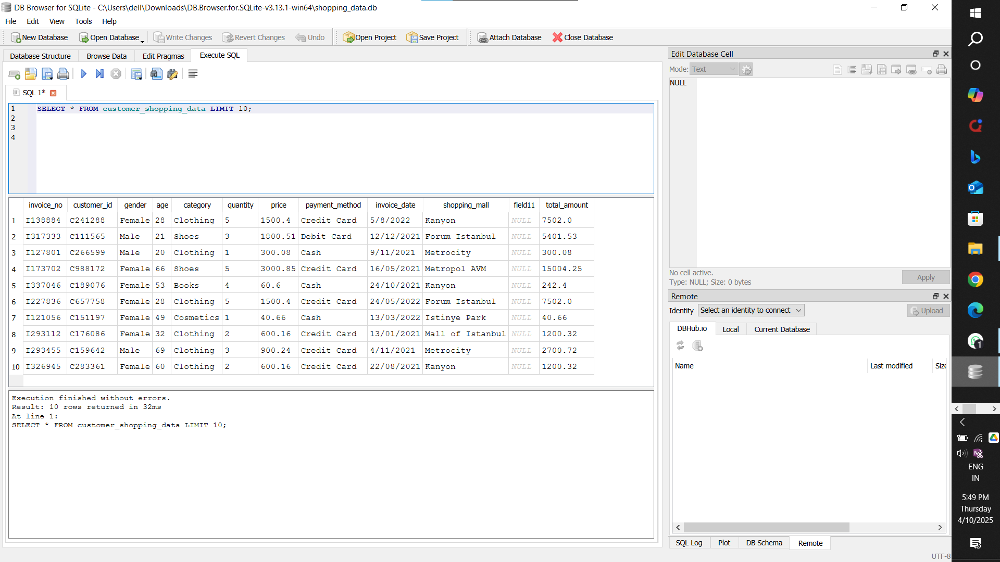 DB Browser for SQLite - C:\Users\dell\Downloads\DB.Browser.for.SQLite-v3.13.1-win64\shopping_data.db
File Edit View Tools Help
New Database Open Database Write Changes Revert Changes Undo Open Project Save Project Attach Database Close Database
Database Structure Browse Data Edit Pragmas Execute SQL
SQL 1*
1 SELECT * FROM customer_shopping_data LIMIT 10;
2
3
4
invoice_no customer_id gender age category quantity price payment_method invoice_date shopping_mall field11 total_amount
1 I138884 C241288 Female 28 Clothing 5 1500.4 Credit Card 5/8/2022 Kanyon NULL 7502.0
2 I317333 C111565 Male 21 Shoes 3 1800.51 Debit Card 12/12/2021 Forum Istanbul NULL 5401.53
3 I127801 C266599 Male 20 Clothing 1 300.08 Cash 9/11/2021 Metrocity NULL 300.08
4 I173702 C988172 Female 66 Shoes 5 3000.85 Credit Card 16/05/2021 Metropol AVM NULL 15004.25
5 I337046 C189076 Female 53 Books 4 60.6 Cash 24/10/2021 Kanyon NULL 242.4
6 I227836 C657758 Female 28 Clothing 5 1500.4 Credit Card 24/05/2022 Forum Istanbul NULL 7502.0
7 I121056 C151197 Female 49 Cosmetics 1 40.66 Cash 13/03/2022 Istinye Park NULL 40.66
8 I293112 C176086 Female 32 Clothing 2 600.16 Credit Card 13/01/2021 Mall of Istanbul NULL 1200.32
9 I293455 C159642 Male 69 Clothing 3 900.24 Credit Card 4/11/2021 Metrocity NULL 2700.72
10 I326945 C283361 Female 60 Clothing 2 600.16 Credit Card 22/08/2021 Kanyon NULL 1200.32
Execution finished without errors.
Result: 10 rows returned in 32ms
At line 1:
SELECT * FROM customer_shopping_data LIMIT 10;
Edit Database Cell
Mode: Text
NULL
No cell active.
Type: NULL; Size: 0 bytes
Apply
Remote
Identity Select an identity to connect Upload
DBHub.io Local Current Database
Name Last modified Size
SQL Log Plot DB Schema Remote
UTF-8
1
ENG
IN
5:49 PM
Thursday
4/10/2025